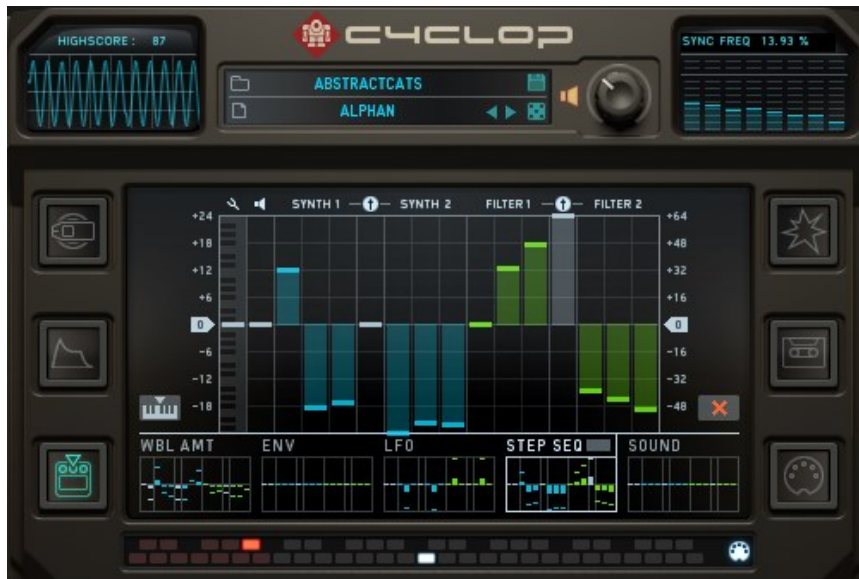 HIGHSCORE: 87
CYCLOP
SYNC FREQ 13.93 %
ABSTRACTCATS
ALPHAN
SYNTH 1 SYNTH 2 FILTER 1 FILTER 2
+24 +64
+18 +48
+12 +32
+6 +16
0 0
-6 -16
-12 -32
-18 -48
WBL AMT ENV LFO STEP SEQ SOUND